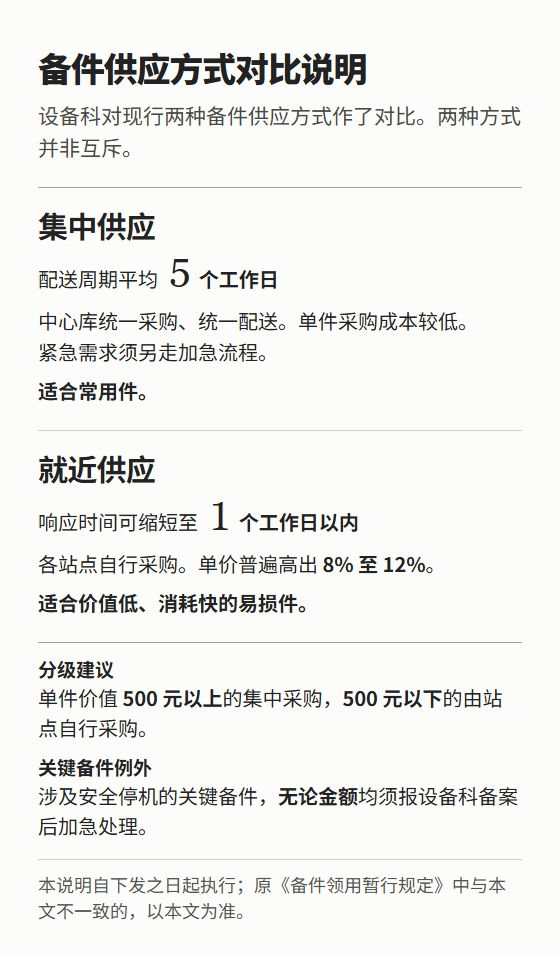 备件供应方式对比说明
设备科对现行两种备件供应方式作了对比。两种方式
并非互斥。
集中供应
配送周期平均 5 个工作日
中心库统一采购、统一配送。单件采购成本较低。
紧急需求须另走加急流程。
适合常用件。
就近供应
响应时间可缩短至 1 个工作日以内
各站点自行采购。单价普遍高出 8% 至 12%。
适合价值低、消耗快的易损件。
分级建议
单件价值 500 元以上的集中采购，500 元以下的由站
点自行采购。
关键备件例外
涉及安全停机的关键备件，无论金额均须报设备科备案
后加急处理。
本说明自下发之日起执行；原《备件领用暂行规定》中与本
文不一致的，以本文为准。